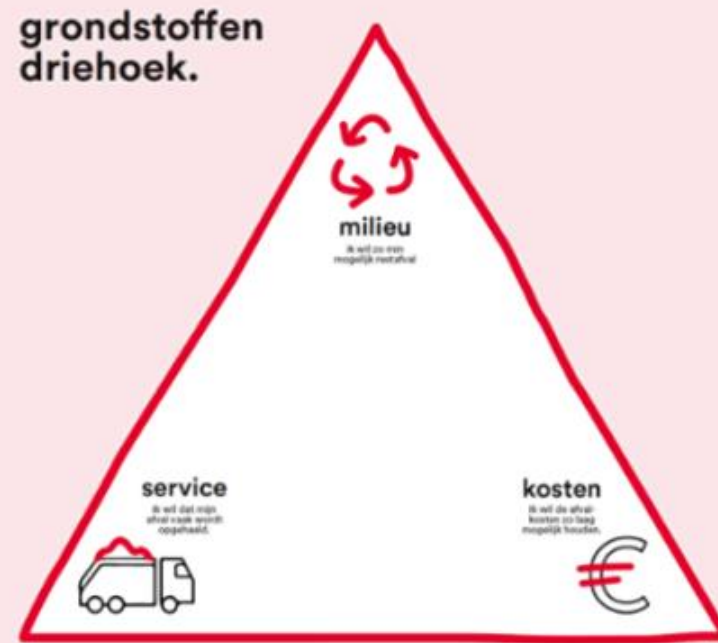 grondstoffen
driehoek.
milieu
ik wil zo min
mogelijk restafval
service
ik wil dat mijn
afval vaak wordt
opgehaald.
kosten
ik wil de afval-
kosten zo laag
mogelijk houden.